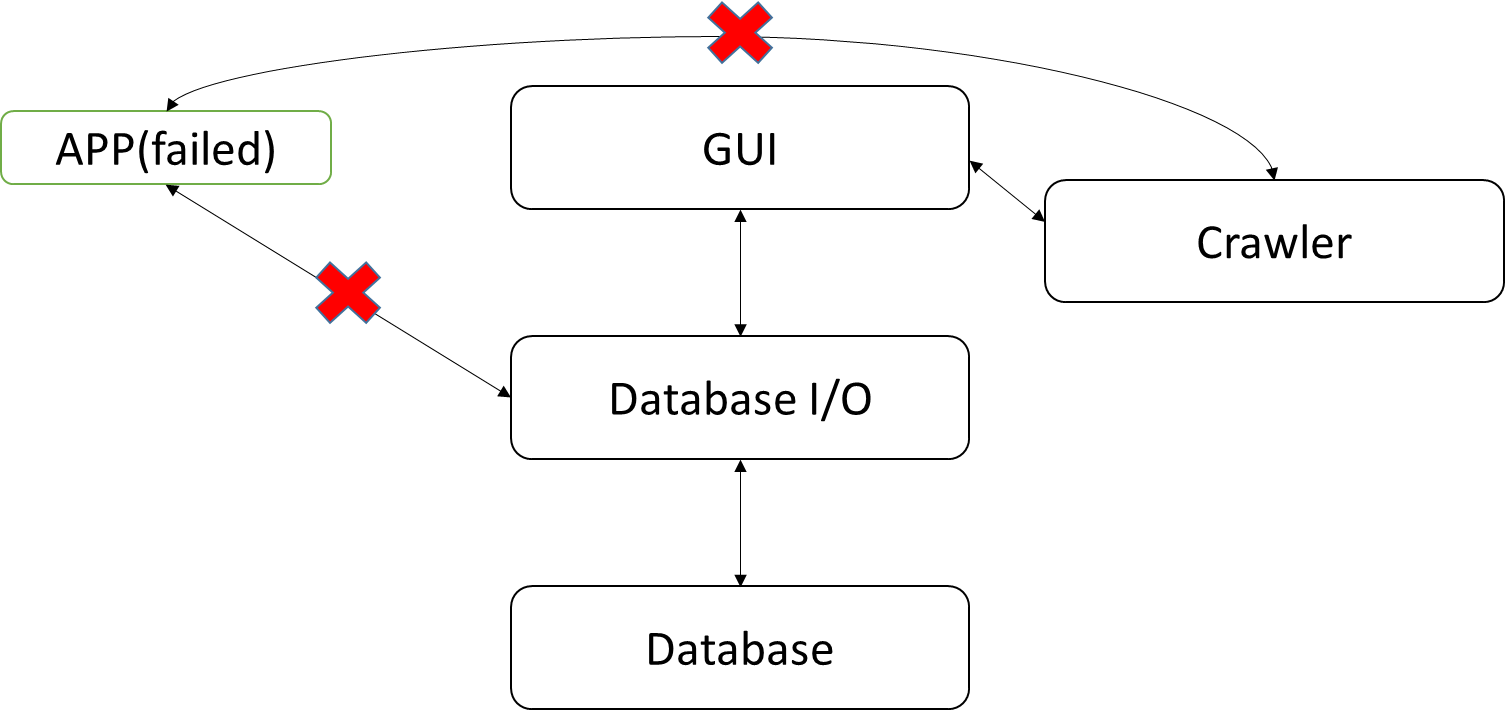 APP(failed)
GUI
Crawler
Database I/O
Database